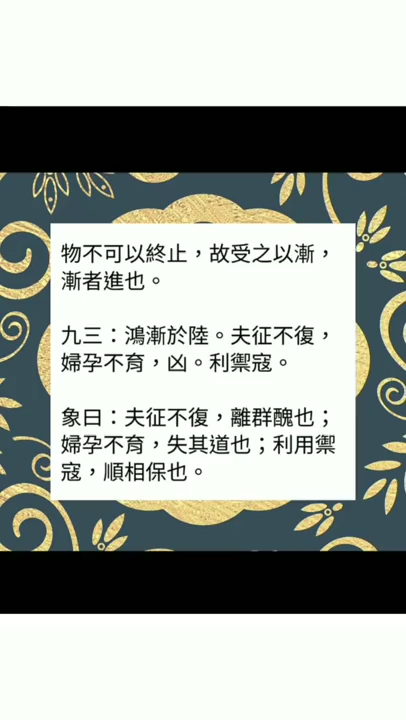 物不可以終止，故受之以漸，
漸者進也。
九三：鴻漸於陸。夫征不復，
婦孕不育，凶。利禦寇。
象曰：夫征不復，離群醜也；
婦孕不育，失其道也；利用禦
寇，順相保也。